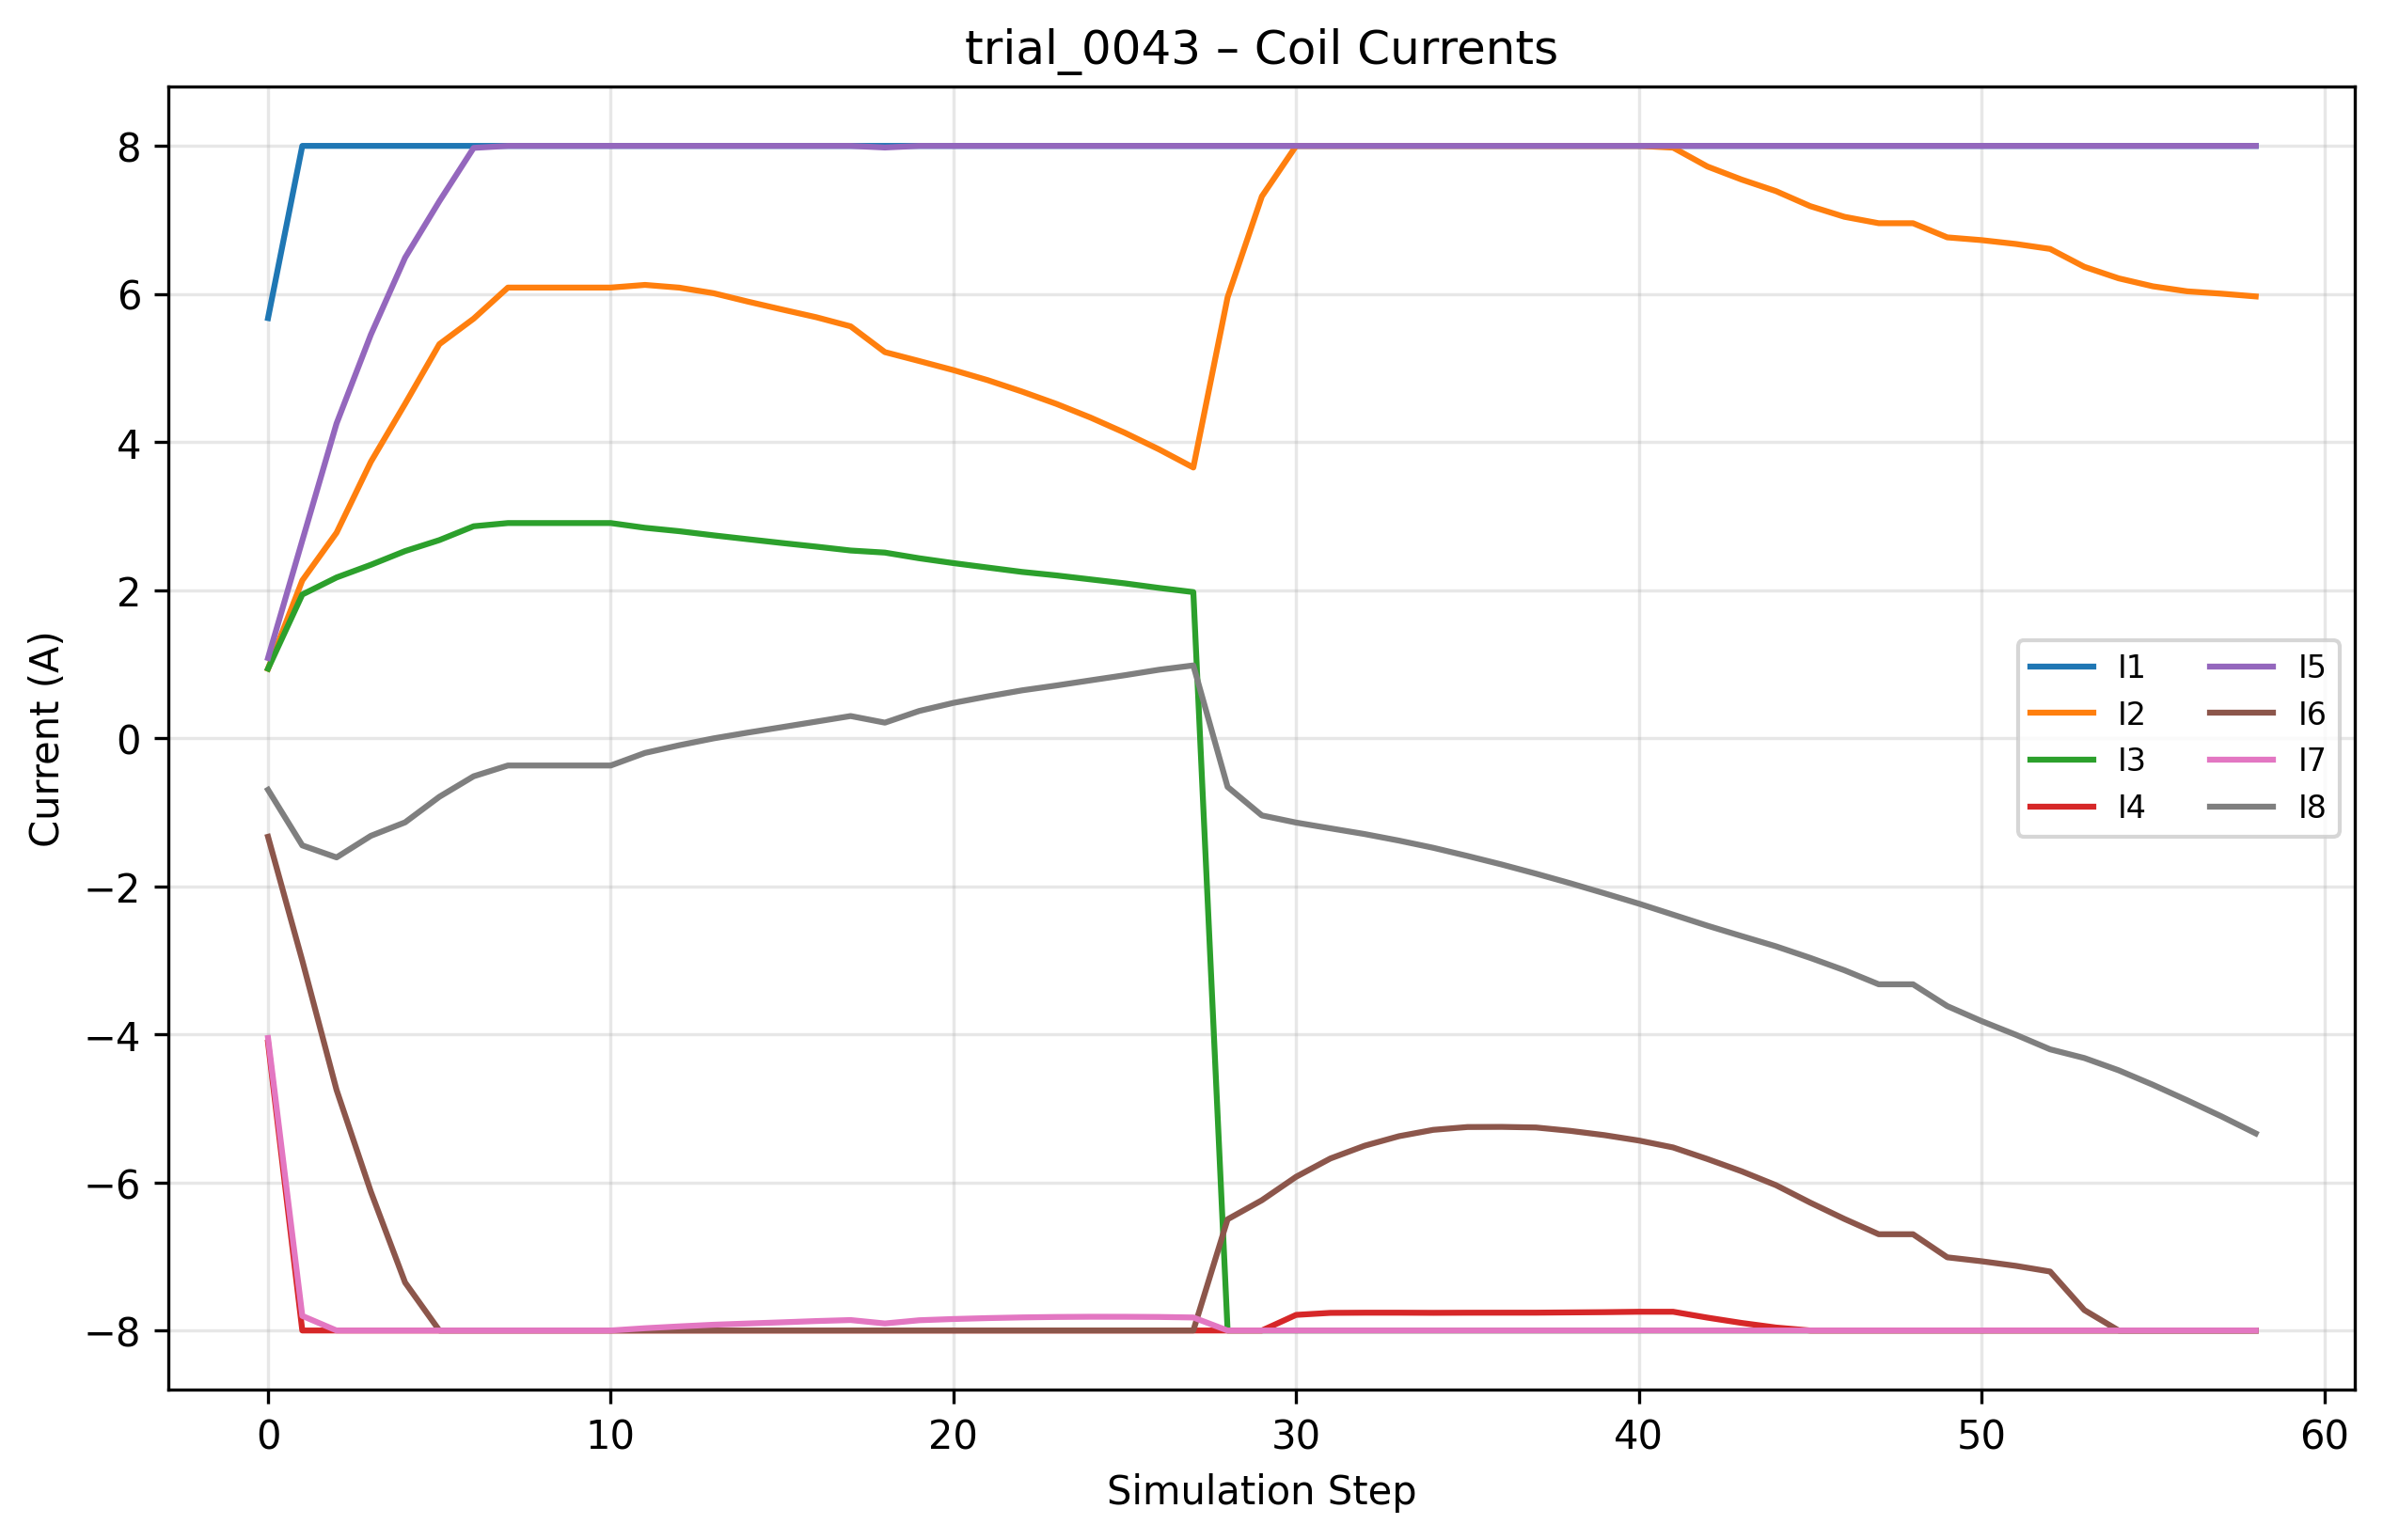 trial_0043 – Coil Currents
Current (A)
8
6
4
2
0
−2
−4
−6
−8
I1
I2
I3
I4
I5
I6
I7
I8
0
10
20
30
40
50
60
Simulation Step